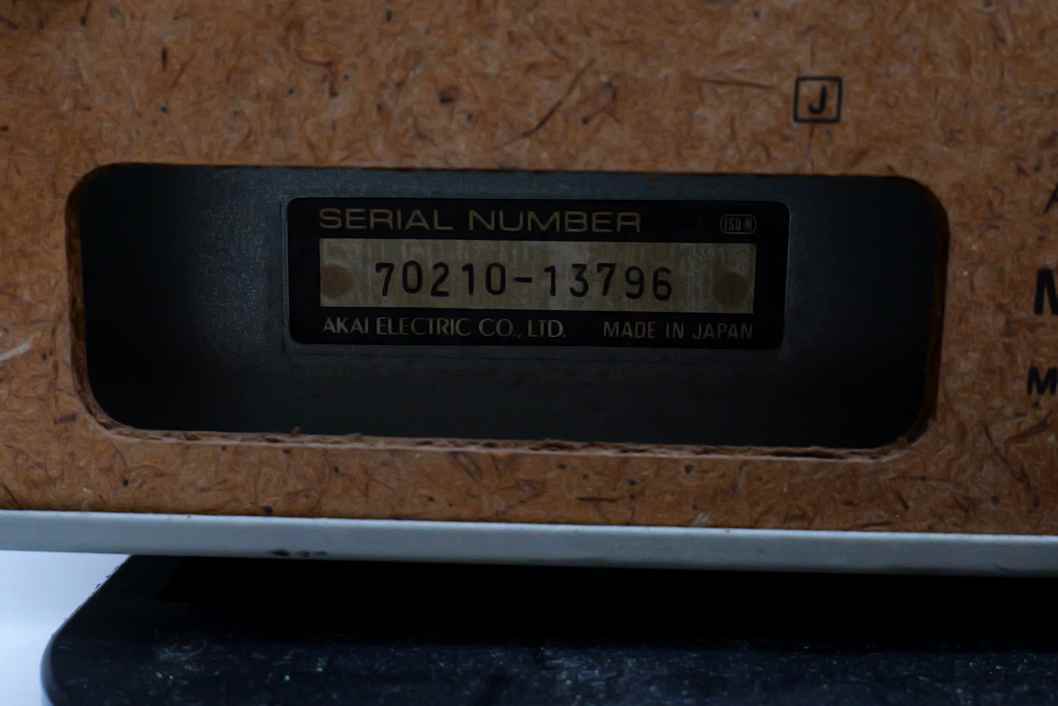 J
SERIAL NUMBER
70210-13796
AKAI ELECTRIC CO., LTD. MADE IN JAPAN